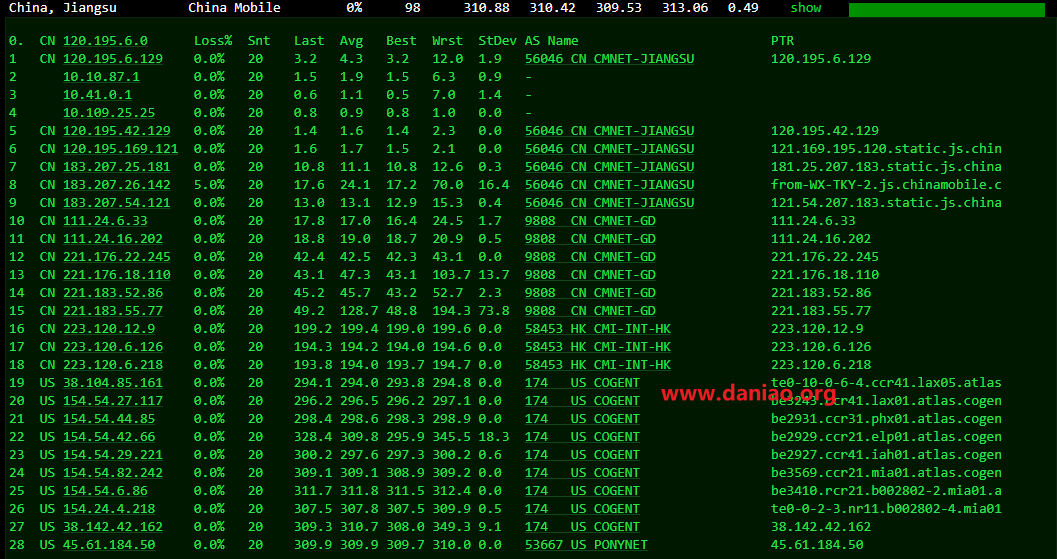 China, Jiangsu China Mobile 0% 98 310.88 310.42 309.53 313.06 0.49 show
0. CN 120.195.6.0 Loss% Snt Last Avg Best Wrst StDev AS Name PTR
1 CN 120.195.6.129 0.0% 20 3.2 4.3 3.2 12.0 1.9 56046 CN CMNET-JIANGSU 120.195.6.129
2 10.10.87.1 0.0% 20 1.5 1.9 1.5 6.3 0.9 -
3 10.41.0.1 0.0% 20 0.6 1.1 0.5 7.0 1.4 -
4 10.109.25.25 0.0% 20 0.8 0.9 0.8 1.0 0.0 -
5 CN 120.195.42.129 0.0% 20 1.4 1.6 1.4 2.3 0.0 56046 CN CMNET-JIANGSU 120.195.42.129
6 CN 120.195.169.121 0.0% 20 1.6 1.7 1.5 2.1 0.0 56046 CN CMNET-JIANGSU 121.169.195.120.static.js.chin
7 CN 183.207.25.181 0.0% 20 10.8 11.1 10.8 12.6 0.3 56046 CN CMNET-JIANGSU 181.25.207.183.static.js.china
8 CN 183.207.26.142 5.0% 20 17.6 24.1 17.2 70.0 16.4 56046 CN CMNET-JIANGSU from-WX-TKY-2.js.chinamobile.c
9 CN 183.207.54.121 0.0% 20 13.0 13.1 12.9 15.3 0.4 56046 CN CMNET-JIANGSU 121.54.207.183.static.js.china
10 CN 111.24.6.33 0.0% 20 17.8 17.0 16.4 24.5 1.7 9808 CN CMNET-GD 111.24.6.33
11 CN 111.24.16.202 0.0% 20 18.8 19.0 18.7 20.9 0.5 9808 CN CMNET-GD 111.24.16.202
12 CN 221.176.22.245 0.0% 20 42.4 42.5 42.3 43.1 0.0 9808 CN CMNET-GD 221.176.22.245
13 CN 221.176.18.110 0.0% 20 43.1 47.3 43.1 103.7 13.7 9808 CN CMNET-GD 221.176.18.110
14 CN 221.183.52.86 0.0% 20 45.2 45.7 43.2 52.7 2.3 9808 CN CMNET-GD 221.183.52.86
15 CN 221.183.55.77 0.0% 20 49.2 128.7 48.8 194.3 73.8 9808 CN CMNET-GD 221.183.55.77
16 CN 223.120.12.9 0.0% 20 199.2 199.4 199.0 199.6 0.0 58453 HK CMI-INT-HK 223.120.12.9
17 CN 223.120.6.126 0.0% 20 194.3 194.2 194.0 194.6 0.0 58453 HK CMI-INT-HK 223.120.6.126
18 CN 223.120.6.218 0.0% 20 193.8 194.0 193.7 194.7 0.0 58453 HK CMI-INT-HK 223.120.6.218
19 US 38.104.85.161 0.0% 20 294.1 294.0 293.8 294.8 0.0 174 US COGENT te0-10-0-6-4.ccr41.lax05.atlas
www.daniao.org
20 US 154.54.27.117 0.0% 20 296.2 296.5 296.2 297.1 0.0 174 US COGENT be3243.ccr41.lax01.atlas.cogen
21 US 154.54.44.85 0.0% 20 298.4 298.6 298.3 298.9 0.0 174 US COGENT be2931.ccr31.phx01.atlas.cogen
22 US 154.54.42.66 0.0% 20 328.4 309.8 295.9 345.5 18.3 174 US COGENT be2929.ccr21.elp01.atlas.cogen
23 US 154.54.29.221 0.0% 20 300.2 297.6 297.3 300.2 0.6 174 US COGENT be2927.ccr41.iah01.atlas.cogen
24 US 154.54.82.242 0.0% 20 309.1 309.1 308.9 309.2 0.0 174 US COGENT be3569.ccr21.mia01.atlas.cogen
25 US 154.54.6.86 0.0% 20 311.7 311.8 311.5 312.4 0.0 174 US COGENT be3410.rcr21.b002802-2.mia01.a
26 US 154.24.4.218 0.0% 20 307.5 307.8 307.5 309.9 0.5 174 US COGENT te0-0-2-3.nr11.b002802-4.mia01
27 US 38.142.42.162 0.0% 20 309.3 310.7 308.0 349.3 9.1 174 US COGENT 38.142.42.162
28 US 45.61.184.50 0.0% 20 309.9 309.9 309.7 310.0 0.0 53667 US PONYNET 45.61.184.50